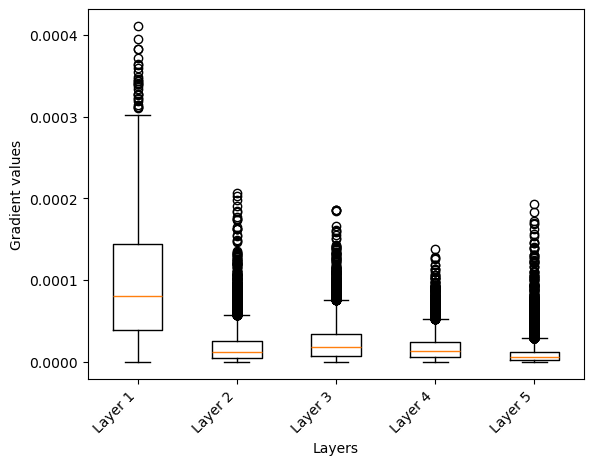 Gradient values
0.0004
0.0003
0.0002
0.0001
0.0000
Layer 1
Layer 2
Layer 3
Layer 4
Layer 5
Layers